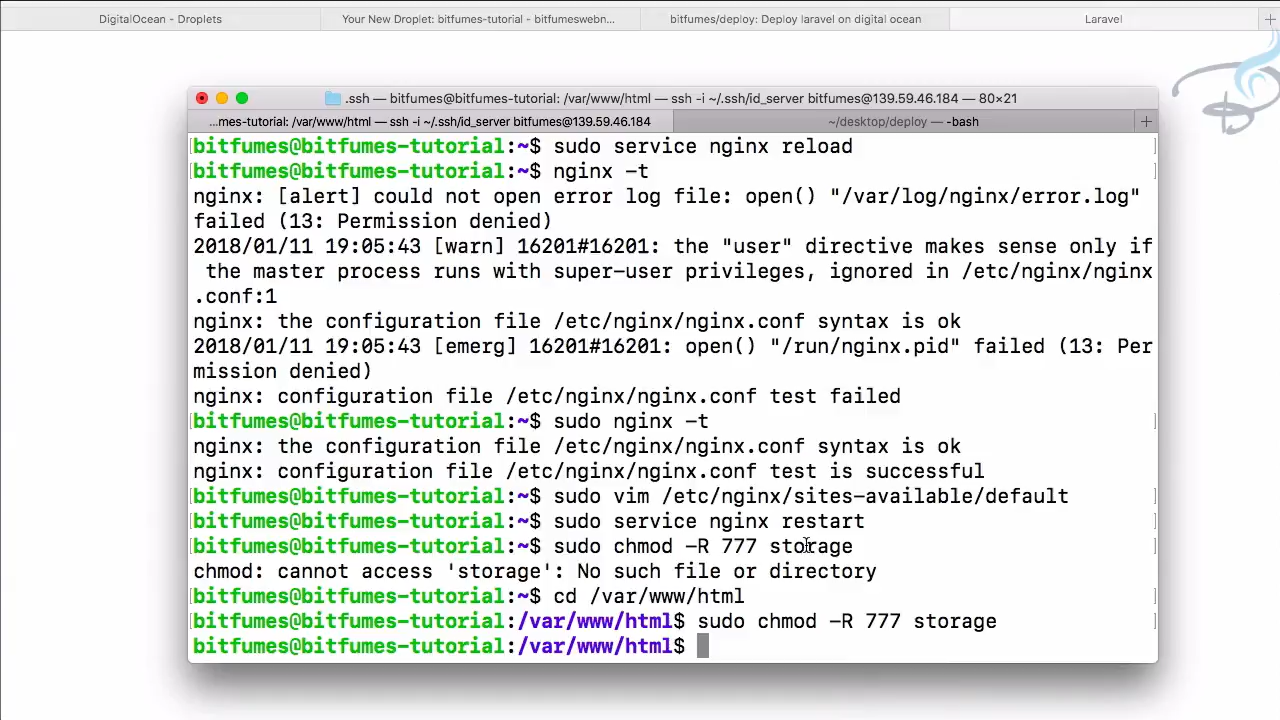 DigitalOcean - Droplets
Your New Droplet: bitfumes-tutorial - bitfumeswebn...
bitfumes/deploy: Deploy laravel on digital ocean
Laravel
+
.ssh — bitfumes@bitfumes-tutorial: /var/www/html — ssh -i ~/.ssh/id_server bitfumes@139.59.46.184 — 80×21
...mes-tutorial: /var/www/html — ssh -i ~/.ssh/id_server bitfumes@139.59.46.184
~/desktop/deploy — -bash
+
bitfumes@bitfumes-tutorial:~$ sudo service nginx reload
bitfumes@bitfumes-tutorial:~$ nginx -t
nginx: [alert] could not open error log file: open() "/var/log/nginx/error.log"
failed (13: Permission denied)
2018/01/11 19:05:43 [warn] 16201#16201: the "user" directive makes sense only if
the master process runs with super-user privileges, ignored in /etc/nginx/nginx
.conf:1
nginx: the configuration file /etc/nginx/nginx.conf syntax is ok
2018/01/11 19:05:43 [emerg] 16201#16201: open() "/run/nginx.pid" failed (13: Per
mission denied)
nginx: configuration file /etc/nginx/nginx.conf test failed
bitfumes@bitfumes-tutorial:~$ sudo nginx -t
nginx: the configuration file /etc/nginx/nginx.conf syntax is ok
nginx: configuration file /etc/nginx/nginx.conf test is successful
bitfumes@bitfumes-tutorial:~$ sudo vim /etc/nginx/sites-available/default
bitfumes@bitfumes-tutorial:~$ sudo service nginx restart
bitfumes@bitfumes-tutorial:~$ sudo chmod -R 777 storage
chmod: cannot access 'storage': No such file or directory
bitfumes@bitfumes-tutorial:~$ cd /var/www/html
bitfumes@bitfumes-tutorial:/var/www/html$ sudo chmod -R 777 storage
bitfumes@bitfumes-tutorial:/var/www/html$